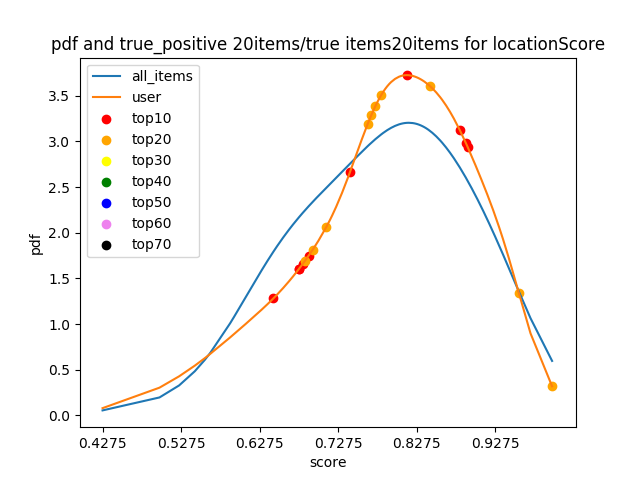 pdf and true_positive 20items/true items20items for locationScore
all_items
user
top10
top20
top30
top40
top50
top60
top70
pdf
3.5
3.0
2.5
2.0
1.5
1.0
0.5
0.0
0.4275 0.5275 0.6275 0.7275 0.8275 0.9275
score